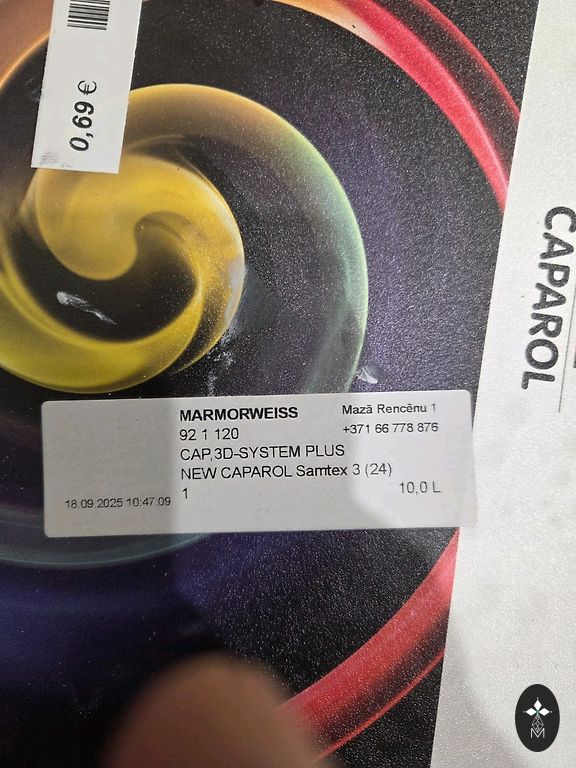 0,69 €
CAPAROL
MARMORWEISS
Mazā Rencēnu 1
92 1 120
+371 66 778 876
CAP,3D-SYSTEM PLUS
NEW CAPAROL Samtex 3 (24)
1
10,0 L
18.09.2025 10:47:09
M